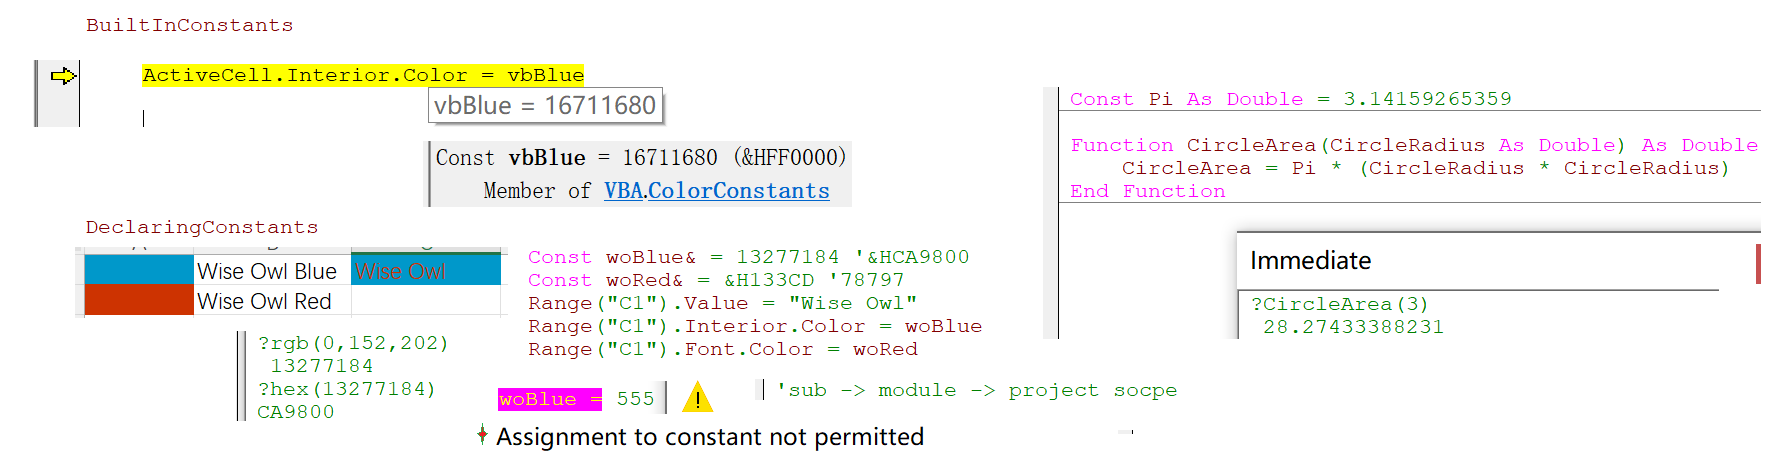 BuiltInConstants
ActiveCell.Interior.Color = vbBlue
vbBlue = 16711680
Const vbBlue = 16711680 (&HFF0000)
Member of VBA.ColorConstants
DeclaringConstants
Wise Owl Blue
Wise Owl
Wise Owl Red
?rgb(0,152,202)
13277184
?hex(13277184)
CA9800
Const woBlue& = 13277184 '&HCA9800
Const woRed& = &H133CD '78797
Range("C1").Value = "Wise Owl"
Range("C1").Interior.Color = woBlue
Range("C1").Font.Color = woRed
woBlue = 555
'sub -> module -> project socpe
Assignment to constant not permitted
Const Pi As Double = 3.14159265359
Function CircleArea(CircleRadius As Double) As Double
CircleArea = Pi * (CircleRadius * CircleRadius)
End Function
Immediate
?CircleArea(3)
28.27433388231